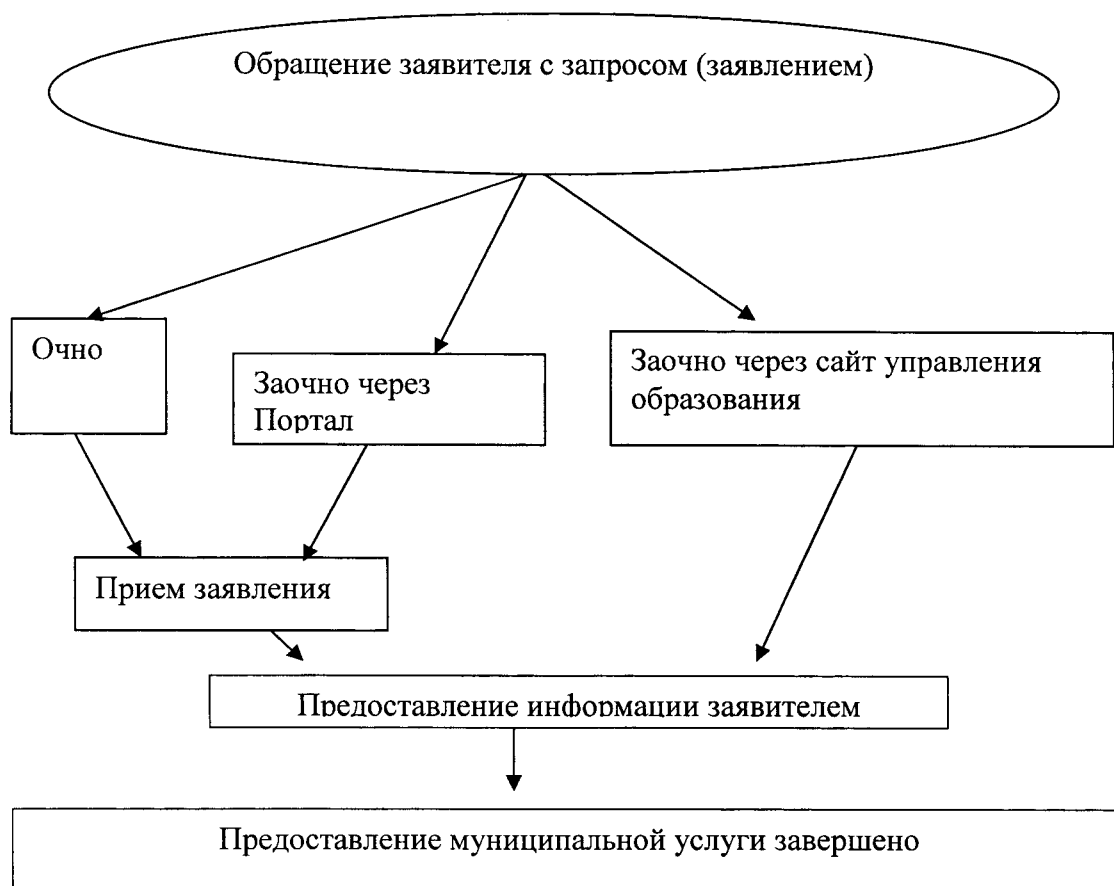 Обращение заявителя с запросом (заявлением)
Очно
Заочно через
Портал
Заочно через сайт управления
образования
Прием заявления
Предоставление информации заявителем
Предоставление муниципальной услуги завершено